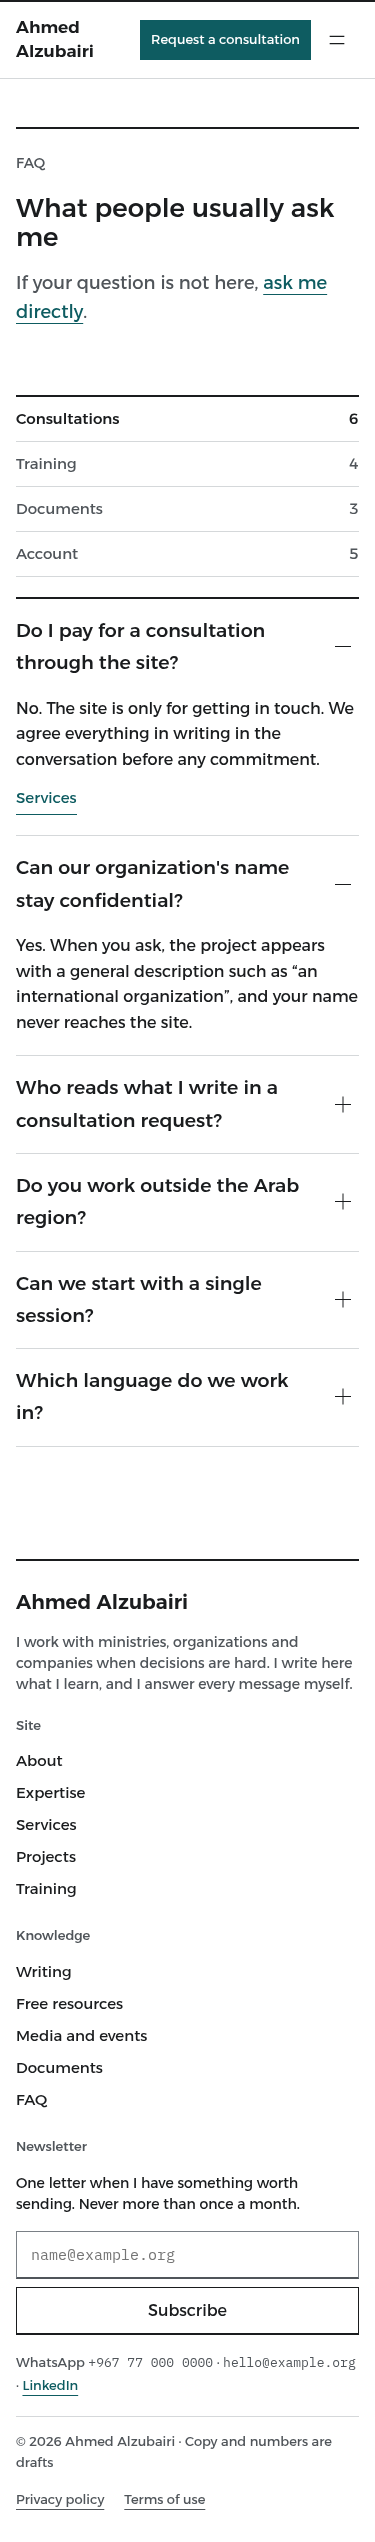 Ahmed
Alzubairi
Request a consultation
FAQ
What people usually ask
me
If your question is not here, ask me
directly.
Consultations 6
Training 4
Documents 3
Account 5
Do I pay for a consultation
through the site?
No. The site is only for getting in touch. We
agree everything in writing in the
conversation before any commitment.
Services
Can our organization's name
stay confidential?
Yes. When you ask, the project appears
with a general description such as “an
international organization”, and your name
never reaches the site.
Who reads what I write in a
consultation request?
Do you work outside the Arab
region?
Can we start with a single
session?
Which language do we work
in?
Ahmed Alzubairi
I work with ministries, organizations and
companies when decisions are hard. I write here
what I learn, and I answer every message myself.
Site
About
Expertise
Services
Projects
Training
Knowledge
Writing
Free resources
Media and events
Documents
FAQ
Newsletter
One letter when I have something worth
sending. Never more than once a month.
name@example.org
Subscribe
WhatsApp +967 77 000 0000 · hello@example.org
· LinkedIn
© 2026 Ahmed Alzubairi · Copy and numbers are
drafts
Privacy policy Terms of use